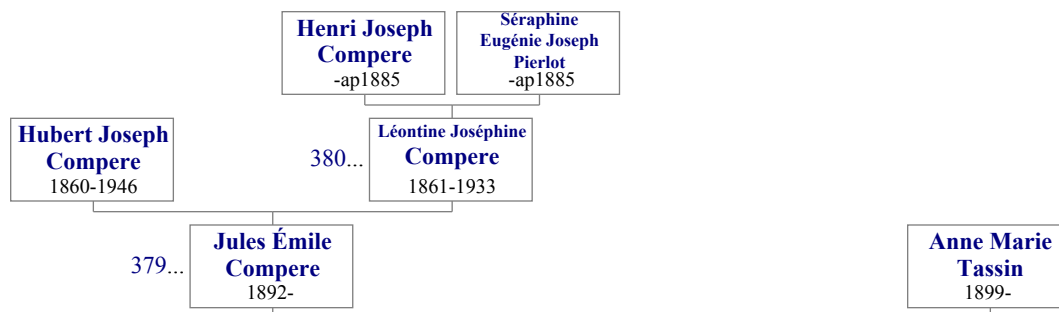 Henri Joseph
Compere
-ap1885
Séraphine
Eugénie Joseph
Pierlot
-ap1885
Hubert Joseph
Compere
1860-1946
380...
Léontine Joséphine
Compere
1861-1933
379...
Jules Émile
Compere
1892-
Anne Marie
Tassin
1899-